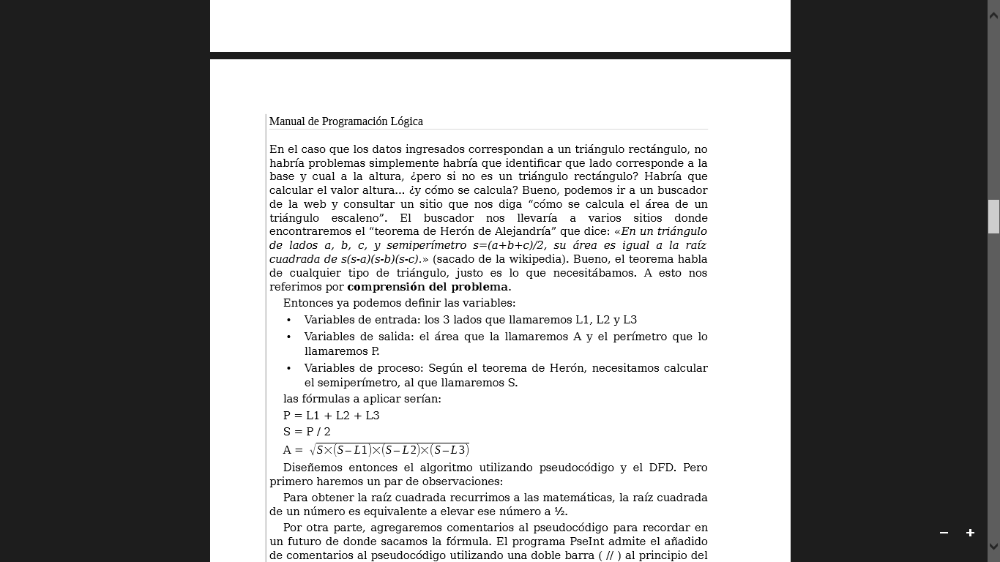 Manual de Programación Lógica
En el caso que los datos ingresados correspondan a un triángulo rectángulo, no
habría problemas simplemente habría que identificar que lado corresponde a la
base y cual a la altura, ¿pero si no es un triángulo rectángulo? Habría que
calcular el valor altura... ¿y cómo se calcula? Bueno, podemos ir a un buscador
de la web y consultar un sitio que nos diga “cómo se calcula el área de un
triángulo escaleno”. El buscador nos llevaría a varios sitios donde
encontraremos el “teorema de Herón de Alejandría” que dice: «En un triángulo
de lados a, b, c, y semiperímetro s=(a+b+c)/2, su área es igual a la raíz
cuadrada de s(s-a)(s-b)(s-c).» (sacado de la wikipedia). Bueno, el teorema habla
de cualquier tipo de triángulo, justo es lo que necesitábamos. A esto nos
referimos por comprensión del problema.
Entonces ya podemos definir las variables:
• Variables de entrada: los 3 lados que llamaremos L1, L2 y L3
• Variables de salida: el área que la llamaremos A y el perímetro que lo
llamaremos P.
• Variables de proceso: Según el teorema de Herón, necesitamos calcular
el semiperímetro, al que llamaremos S.
las fórmulas a aplicar serían:
P = L1 + L2 + L3
S = P / 2
A = √S×(S−L1)×(S−L2)×(S−L3)
Diseñemos entonces el algoritmo utilizando pseudocódigo y el DFD. Pero
primero haremos un par de observaciones:
Para obtener la raíz cuadrada recurrimos a las matemáticas, la raíz cuadrada
de un número es equivalente a elevar ese número a ½.
Por otra parte, agregaremos comentarios al pseudocódigo para recordar en
un futuro de donde sacamos la fórmula. El programa PseInt admite el añadido
de comentarios al pseudocódigo utilizando una doble barra ( // ) al principio del